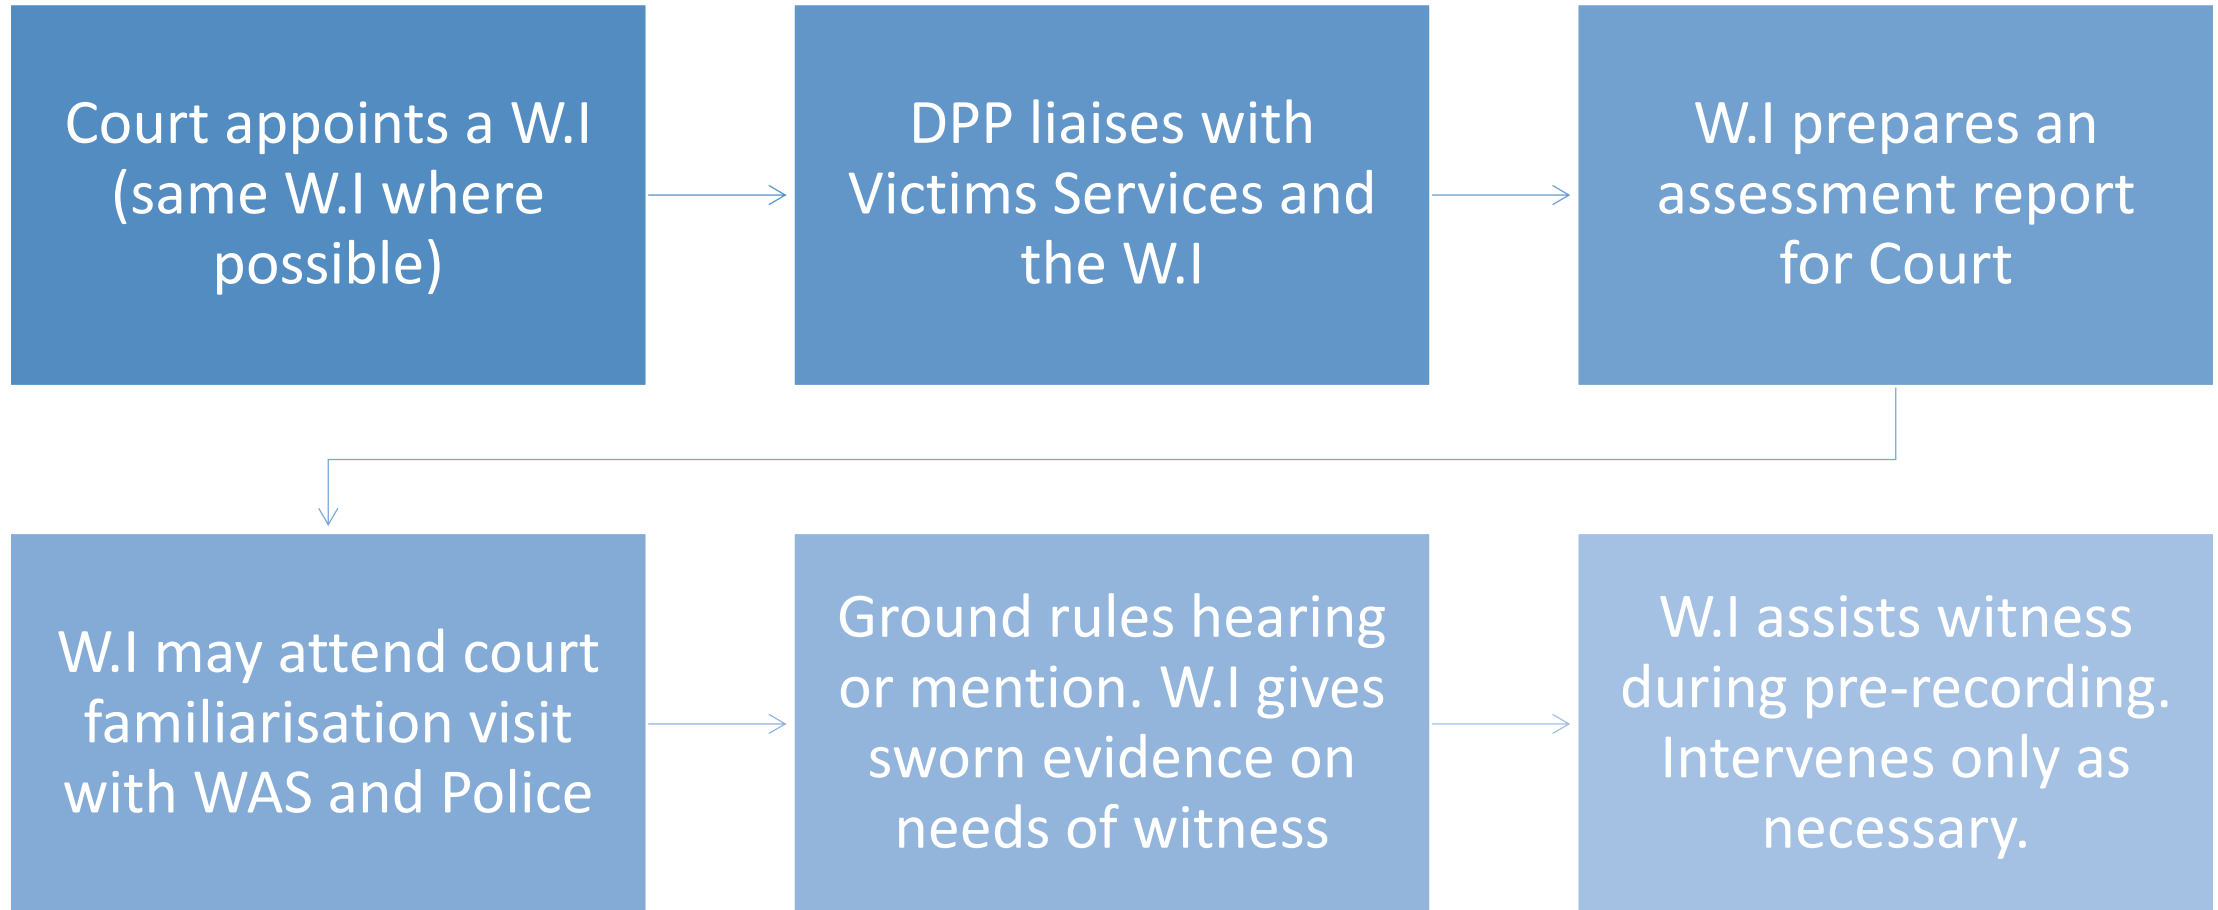 Court appoints a W.I
(same W.I where
possible)
DPP liaises with
Victims Services and
the W.I
W.I prepares an
assessment report
for Court
W.I may attend court
familiarisation visit
with WAS and Police
Ground rules hearing
or mention. W.I gives
sworn evidence on
needs of witness
W.I assists witness
during pre-recording.
Intervenes only as
necessary.